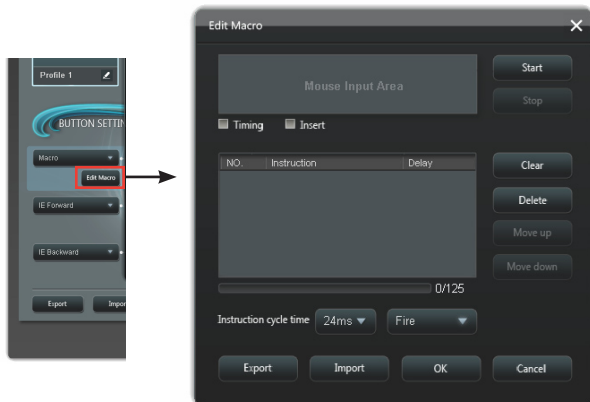 Profile 1
BUTTON SETTIN
Macro
Edit Macro
IE Forward
IE Backward
Export Impor
Edit Macro
Mouse Input Area
Start
Stop
Timing Insert
NO. Instruction Delay
Clear
Delete
Move up
Move down
0/125
Instruction cycle time 24ms Fire
Export Import OK Cancel